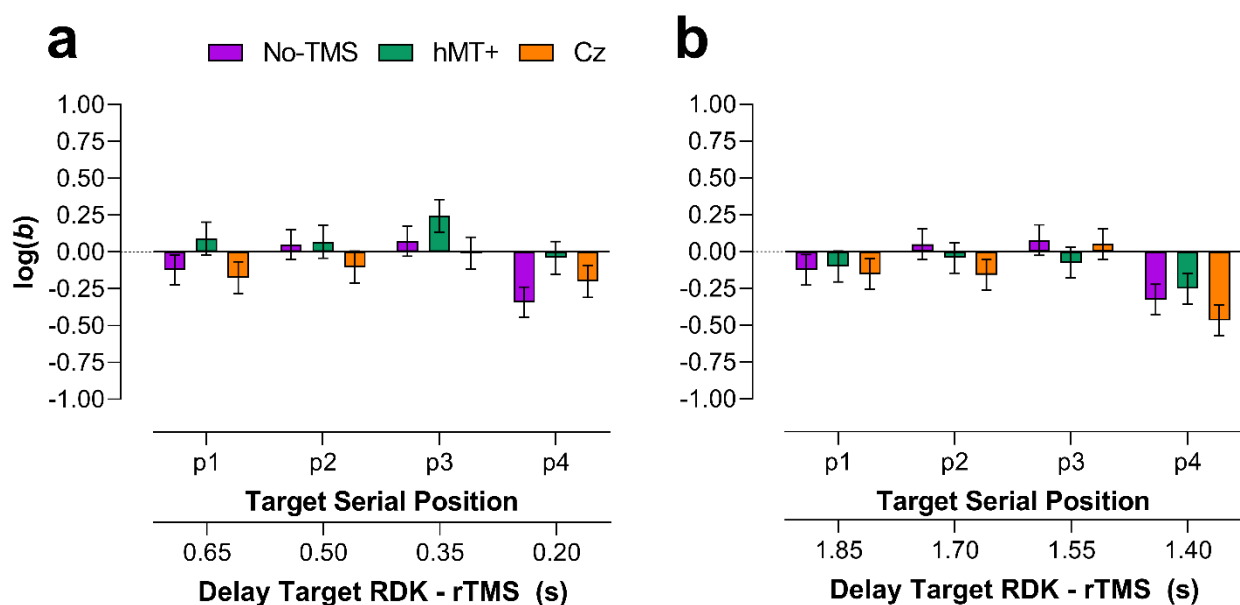 a
No-TMS hMT+ Cz
log(b)
1.00
0.75
0.50
0.25
0.00
-0.25
-0.50
-0.75
-1.00
p1 p2 p3 p4
Target Serial Position
0.65 0.50 0.35 0.20
Delay Target RDK - rTMS (s)
b
1.00
0.75
0.50
0.25
0.00
-0.25
-0.50
-0.75
-1.00
p1 p2 p3 p4
Target Serial Position
1.85 1.70 1.55 1.40
Delay Target RDK - rTMS (s)